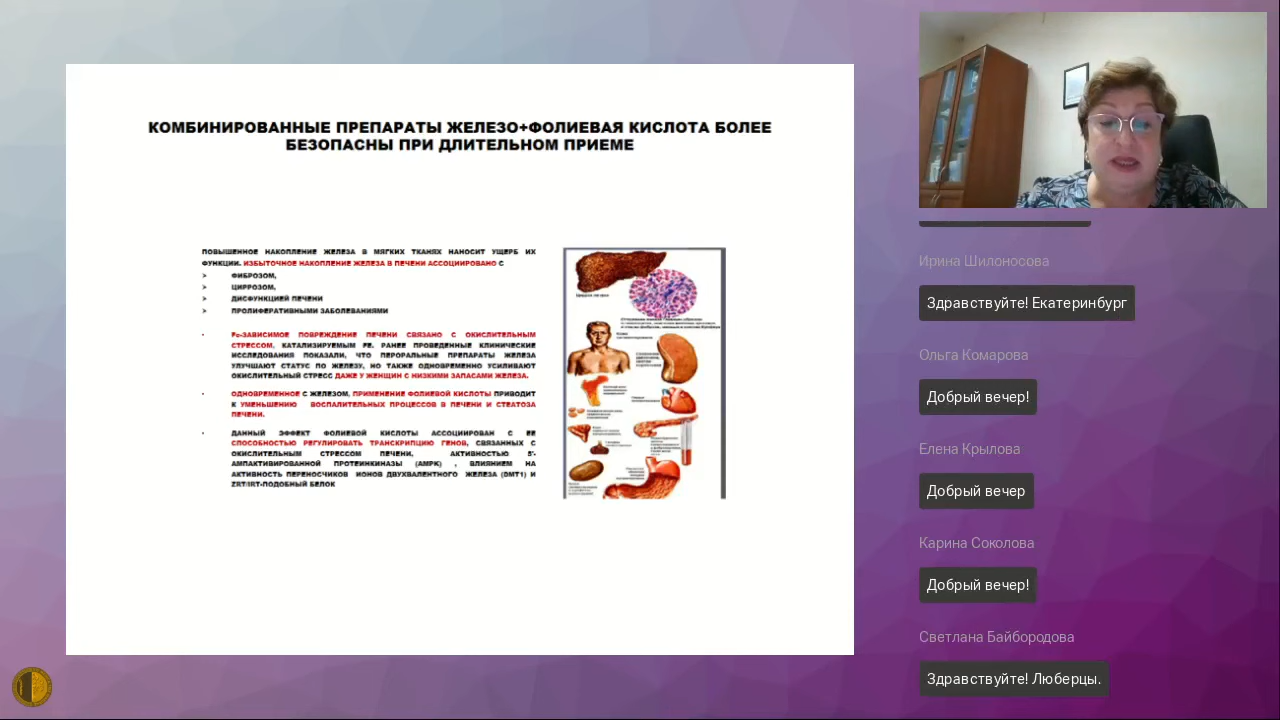 КОМБИНИРОВАННЫЕ ПРЕПАРАТЫ ЖЕЛЕЗО+ФОЛИЕВАЯ КИСЛОТА БОЛЕЕ
БЕЗОПАСНЫ ПРИ ДЛИТЕЛЬНОМ ПРИЕМЕ
ПОВЫШЕННОЕ НАКОПЛЕНИЕ ЖЕЛЕЗА В МЯГКИХ ТКАНЯХ НАНОСИТ УЩЕРБ ИХ
ФУНКЦИИ. ИЗБЫТОЧНОЕ НАКОПЛЕНИЕ ЖЕЛЕЗА В ПЕЧЕНИ АССОЦИИРОВАНО С
➤ ФИБРОЗОМ,
➤ ЦИРРОЗОМ,
➤ ДИСФУНКЦИЕЙ ПЕЧЕНИ
➤ ПРОЛИФЕРАТИВНЫМИ ЗАБОЛЕВАНИЯМИ
• Fe-ЗАВИСИМОЕ ПОВРЕЖДЕНИЕ ПЕЧЕНИ СВЯЗАНО С ОКИСЛИТЕЛЬНЫМ
СТРЕССОМ, КАТАЛИЗИРУЕМЫМ FE. РАНЕЕ ПРОВЕДЕННЫЕ КЛИНИЧЕСКИЕ
ИССЛЕДОВАНИЯ ПОКАЗАЛИ, ЧТО ПЕРОРАЛЬНЫЕ ПРЕПАРАТЫ ЖЕЛЕЗА
УЛУЧШАЮТ СТАТУС ПО ЖЕЛЕЗУ, НО ТАКЖЕ ОДНОВРЕМЕННО УСИЛИВАЮТ
ОКИСЛИТЕЛЬНЫЙ СТРЕСС ДАЖЕ У ЖЕНЩИН С НИЗКИМИ ЗАПАСАМИ ЖЕЛЕЗА.
• ОДНОВРЕМЕННОЕ С ЖЕЛЕЗОМ, ПРИМЕНЕНИЕ ФОЛИЕВОЙ КИСЛОТЫ ПРИВОДИТ
К УМЕНЬШЕНИЮ ВОСПАЛИТЕЛЬНЫХ ПРОЦЕССОВ В ПЕЧЕНИ И СТЕАТОЗА
ПЕЧЕНИ.
• ДАННЫЙ ЭФФЕКТ ФОЛИЕВОЙ КИСЛОТЫ АССОЦИИРОВАН С ЕЕ
СПОСОБНОСТЬЮ РЕГУЛИРОВАТЬ ТРАНСКРИПЦИЮ ГЕНОВ, СВЯЗАННЫХ С
ОКИСЛИТЕЛЬНЫМ СТРЕССОМ ПЕЧЕНИ, АКТИВНОСТЬЮ 5'-
АМПАКТИВИРОВАННОЙ ПРОТЕИНКИНАЗЫ (AMPK) , ВЛИЯНИЕМ НА
АКТИВНОСТЬ ПЕРЕНОСЧИКОВ ИОНОВ ДВУХВАЛЕНТНОГО ЖЕЛЕЗА (DMT1) И
ZRT/IRT-ПОДОБНЫЙ БЕЛОК
Ирина Шилоносова
Здравствуйте! Екатеринбург
Ольга Комарова
Добрый вечер!
Елена Крылова
Добрый вечер
Карина Соколова
Добрый вечер!
Светлана Байбородова
Здравствуйте! Люберцы.